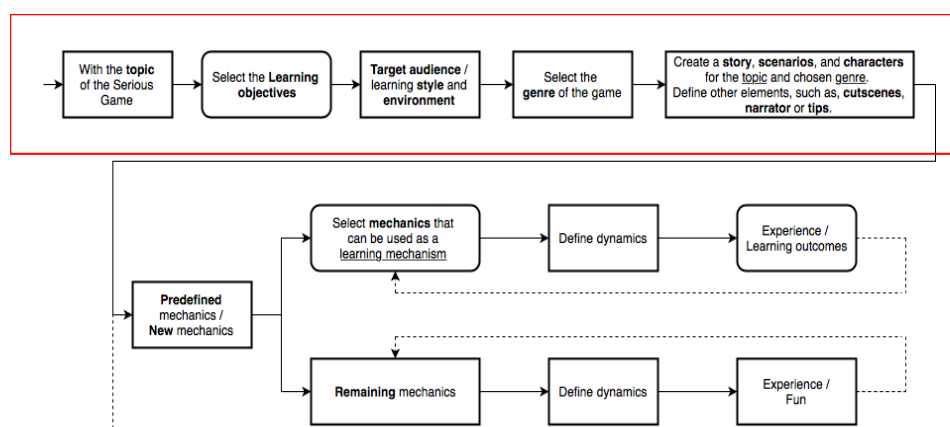 With the topic
of the Serious
Game
Select the Learning
objectives
Target audience /
learning style and
environment
Select the
genre of the game
Create a story, scenarios, and characters
for the topic and chosen genre.
Define other elements, such as, cutscenes,
narrator or tips.
Select mechanics that
can be used as a
learning mechanism
Define dynamics
Experience /
Learning outcomes
Predefined
mechanics /
New mechanics
Remaining mechanics
Define dynamics
Experience /
Fun